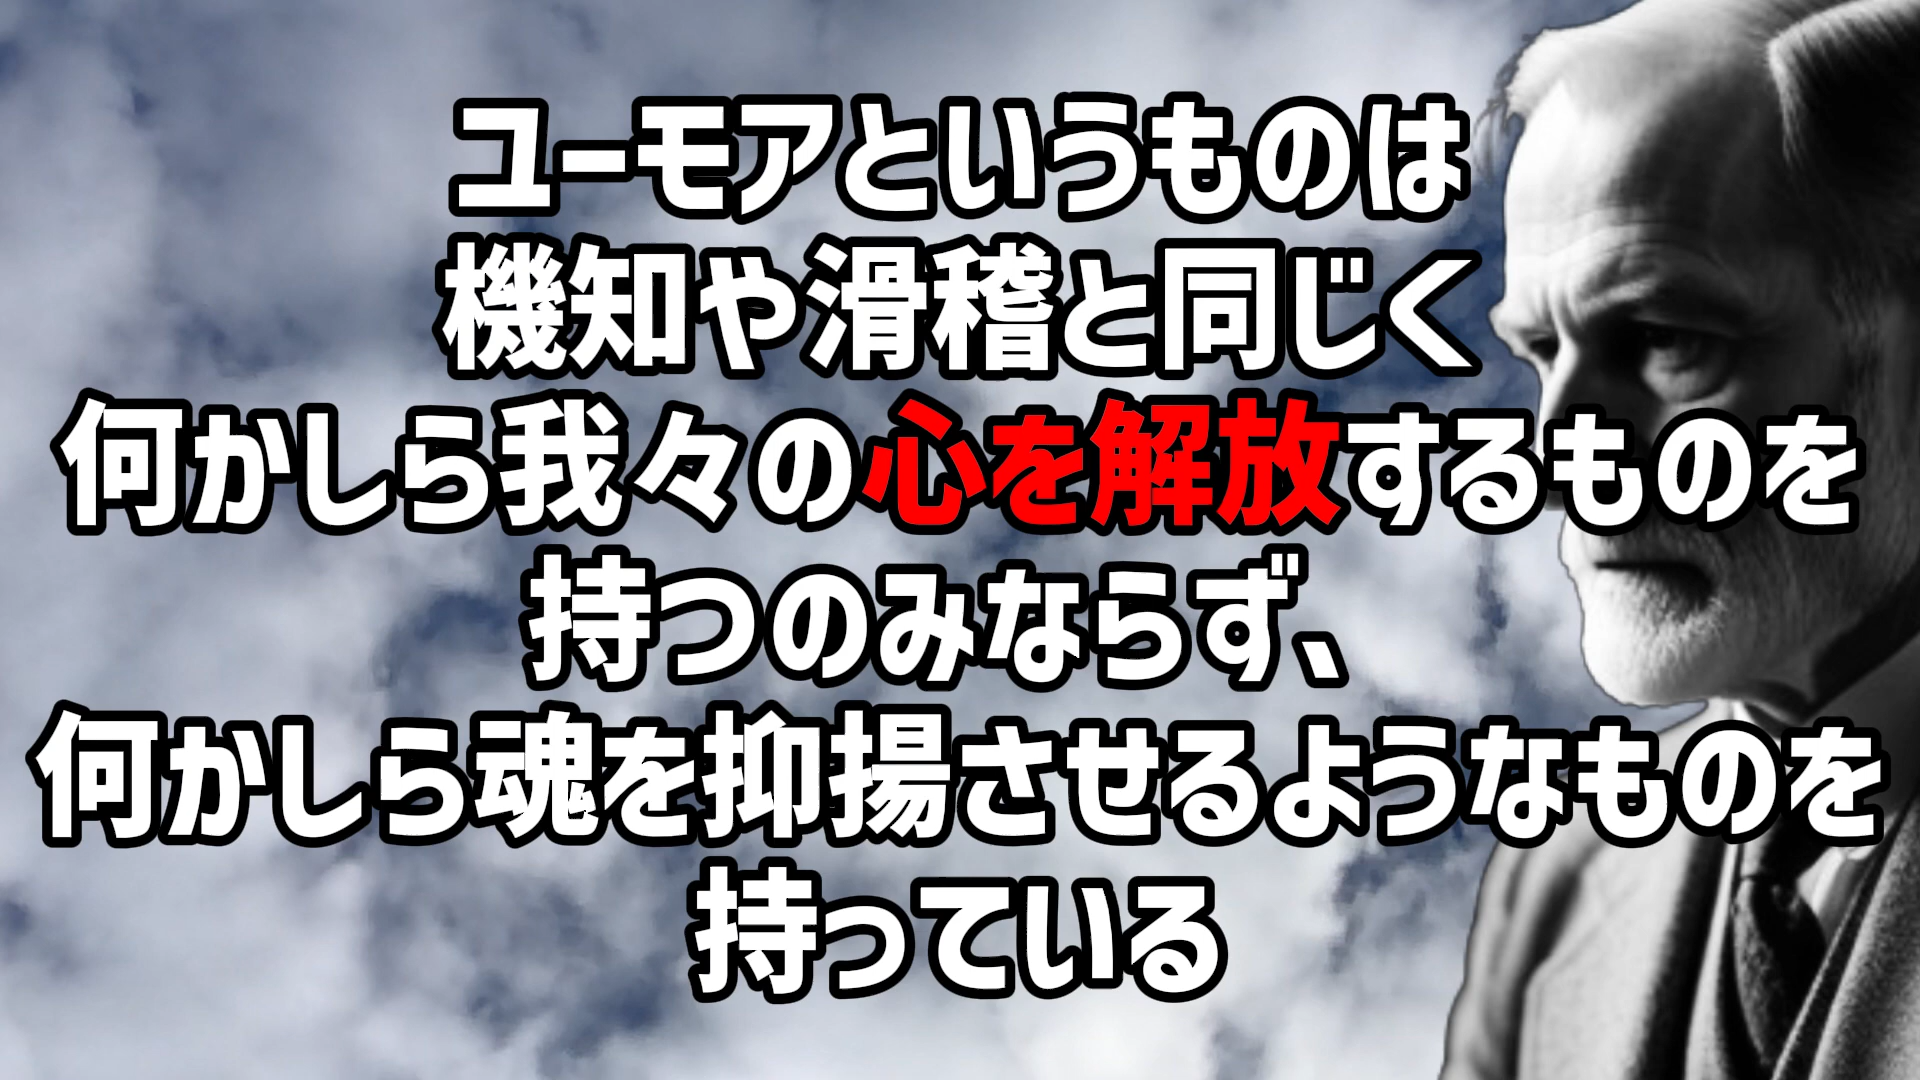 ユーモアというものは
機知や滑稽と同じく
何かしら我々の心を解放するものを
持つのみならず、
何かしら魂を抑揚させるようなものを
持っている